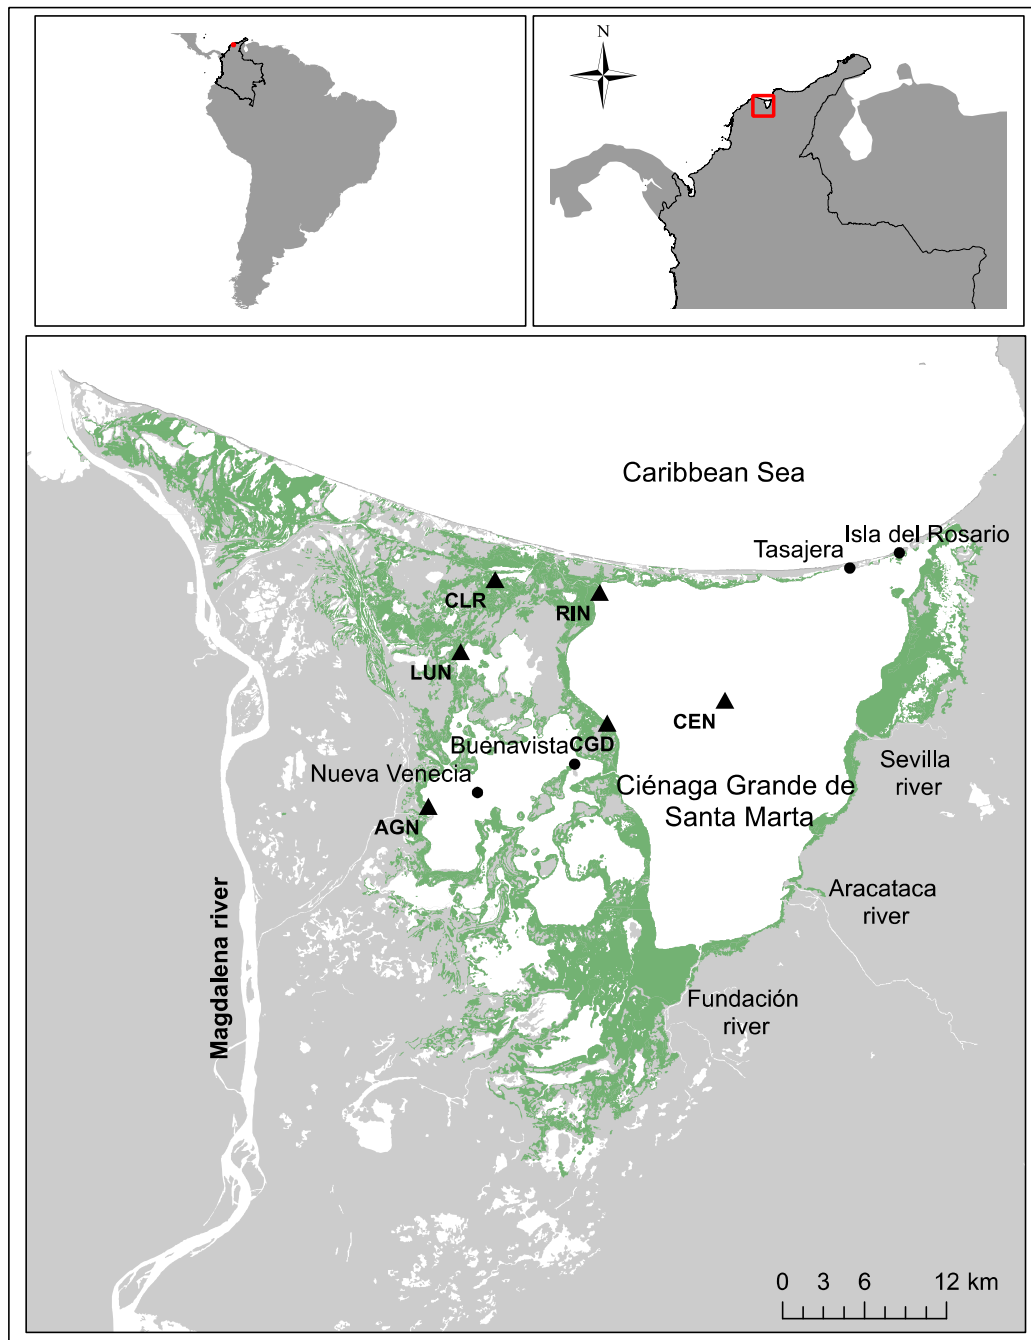 N
Caribbean Sea
Isla del Rosario
Tasajera
CLR
RIN
LUN
CEN
Buenavista
CGD
Sevilla
river
Nueva Venecia
Ciénaga Grande de
Santa Marta
AGN
Aracataca
river
Magdalena river
Fundación
river
0 3 6 12 km